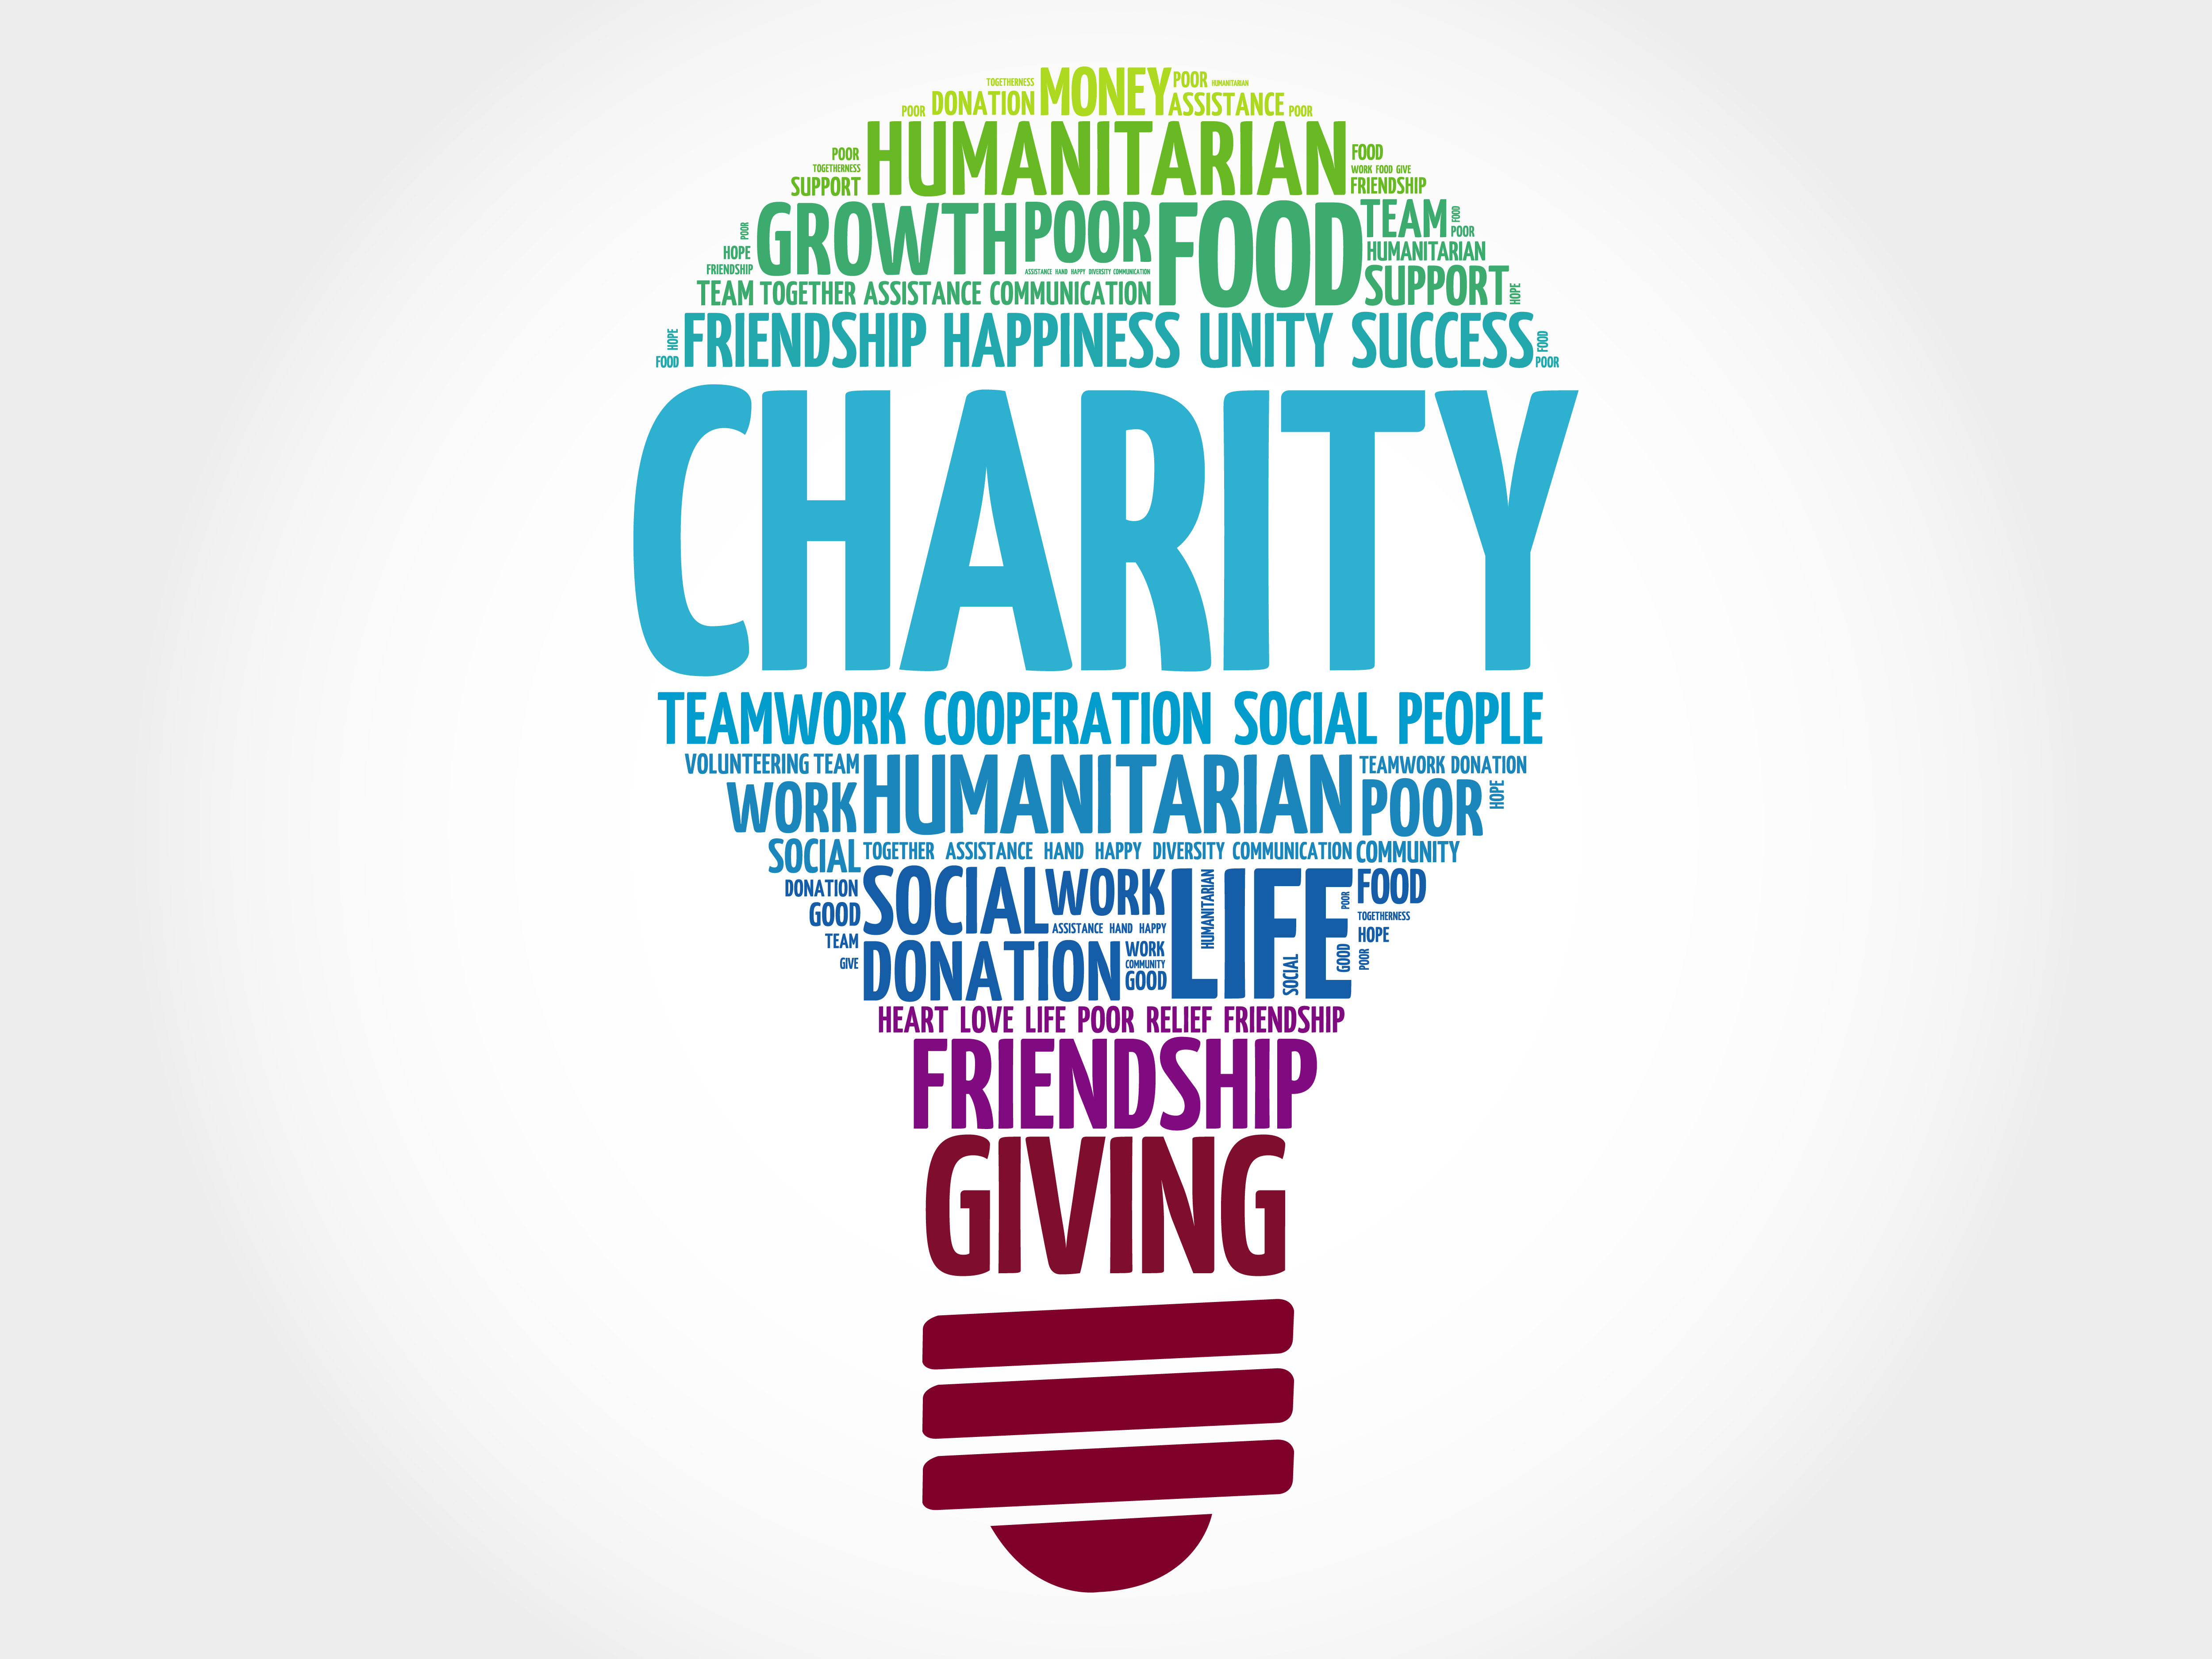 TOGETHERNESS MONEY POOR HUMANITARIAN
POOR DONATION ASSISTANCE POOR
POOR HUMANITARIAN FOOD
TOGETHERNESS WORK FOOD GIVE
SUPPORT FRIENDSHIP
POOR GROWTH POOR FOOD TEAM FOOD
HOPE POOR
HUMANITARIAN
FRIENDSHIP ASSISTANCE HAND HAPPY DIVERSITY COMMUNICATION SUPPORT HOPE
TEAM TOGETHER ASSISTANCE COMMUNICATION
HOPE FRIENDSHIP HAPPINESS UNITY SUCCESS FOOD
FOOD POOR
CHARITY
TEAMWORK COOPERATION SOCIAL PEOPLE
VOLUNTEERING TEAM HUMANITARIAN TEAMWORK DONATION
WORK POOR HOPE
SOCIAL TOGETHER ASSISTANCE HAND HAPPY DIVERSITY COMMUNICATION COMMUNITY
DONATION SOCIAL WORK LIFE HUMANITARIAN POOR FOOD
GOOD ASSISTANCE HAND HAPPY TOGETHERNESS
TEAM DONATION WORK SOCIAL GOOD HOPE
GIVE COMMUNITY POOR
GOOD
HEART LOVE LIFE POOR RELIEF FRIENDSHIP
FRIENDSHIP
GIVING